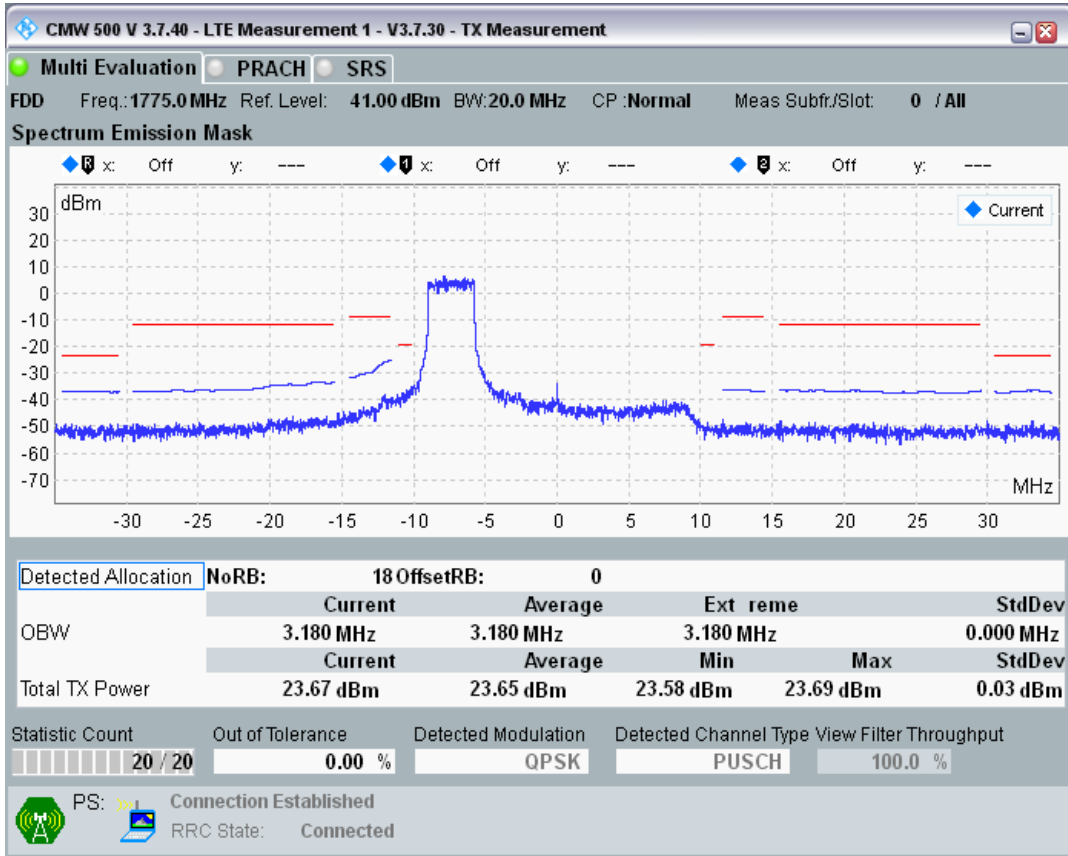 CMW 500 V 3.7.40 - LTE Measurement 1 - V3.7.30 - TX Measurement
Multi Evaluation PRACH SRS
FDD Freq.: 1775.0 MHz Ref. Level: 41.00 dBm BW: 20.0 MHz CP : Normal Meas Subfr./Slot: 0 / All
Spectrum Emission Mask
R x: Off y: --- 1 x: Off y: --- 2 x: Off y: ---
dBm
Current
30
20
10
0
-10
-20
-30
-40
-50
-60
-70
MHz
-30 -25 -20 -15 -10 -5 0 5 10 15 20 25 30
Detected Allocation NoRB: 18 OffsetRB: 0
Current Average Ext reme StdDev
OBW 3.180 MHz 3.180 MHz 3.180 MHz 0.000 MHz
Current Average Min Max StdDev
Total TX Power 23.67 dBm 23.65 dBm 23.58 dBm 23.69 dBm 0.03 dBm
Statistic Count Out of Tolerance Detected Modulation Detected Channel Type View Filter Throughput
20 / 20 0.00 % QPSK PUSCH 100.0 %
PS: Connection Established
RRC State: Connected